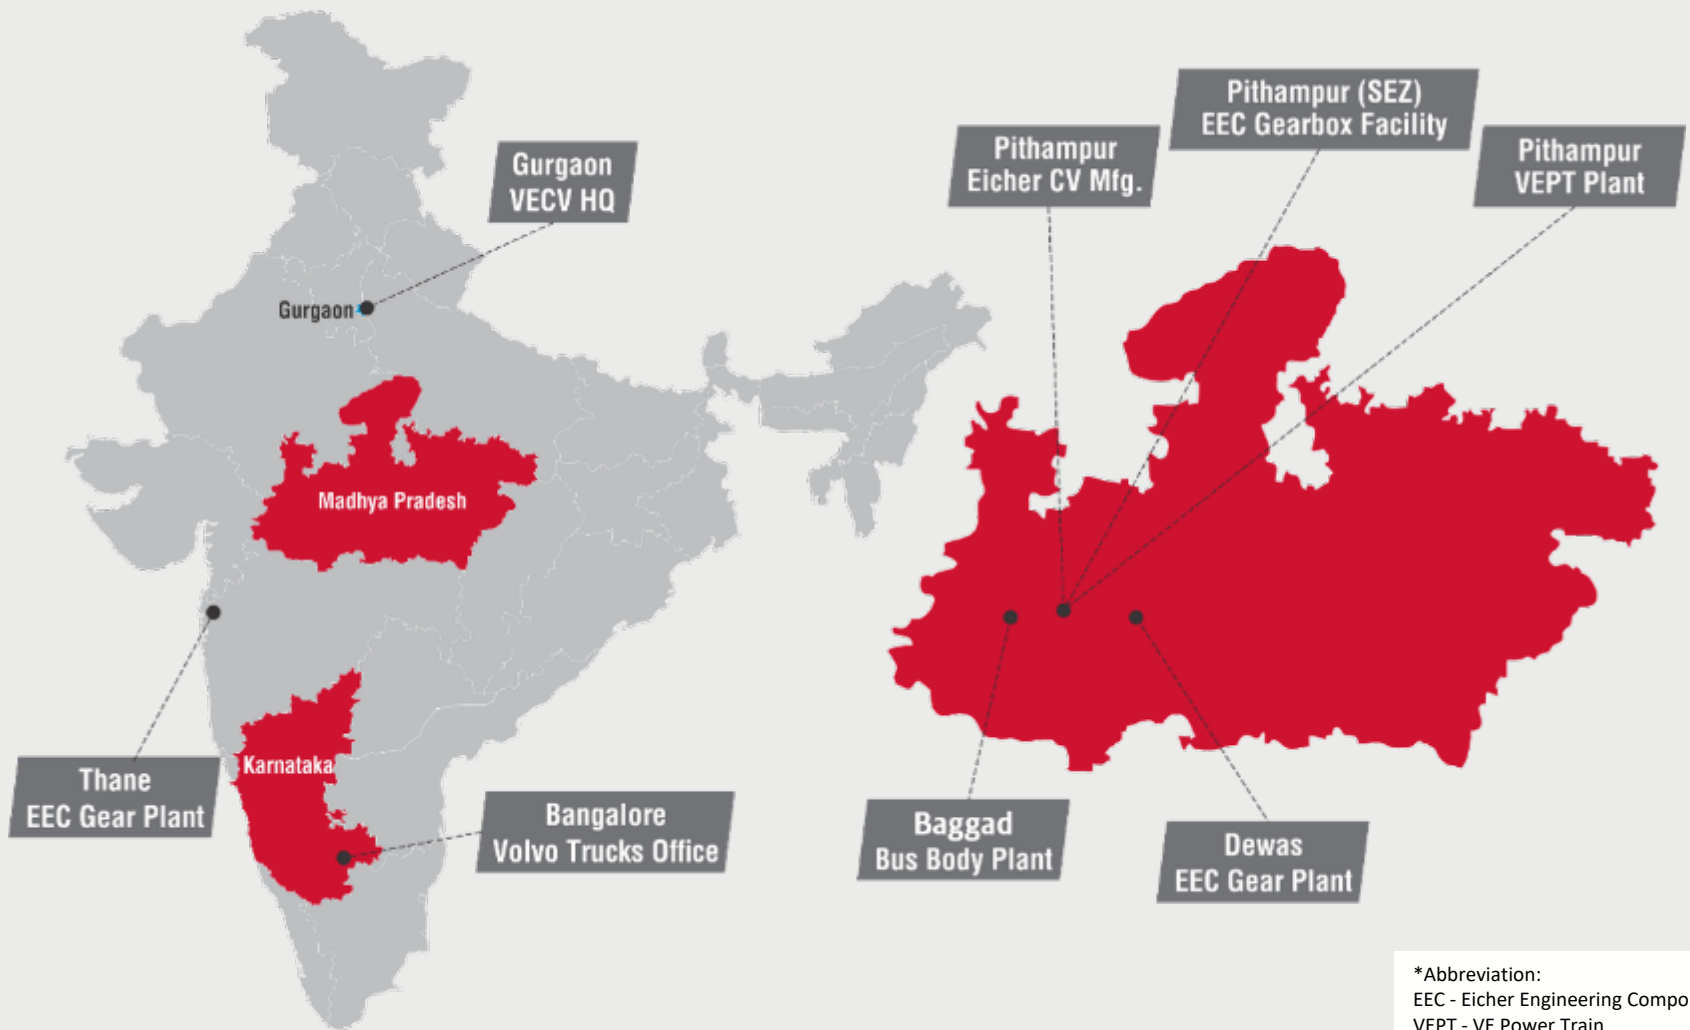 Gurgaon
VECV HQ
Gurgaon
Madhya Pradesh
Karnataka
Thane
EEC Gear Plant
Bangalore
Volvo Trucks Office
Pithampur
Eicher CV Mfg.
Pithampur (SEZ)
EEC Gearbox Facility
Pithampur
VEPT Plant
Baggad
Bus Body Plant
Dewas
EEC Gear Plant
*Abbreviation:
EEC - Eicher Engineering
VEPT - VE Power Train